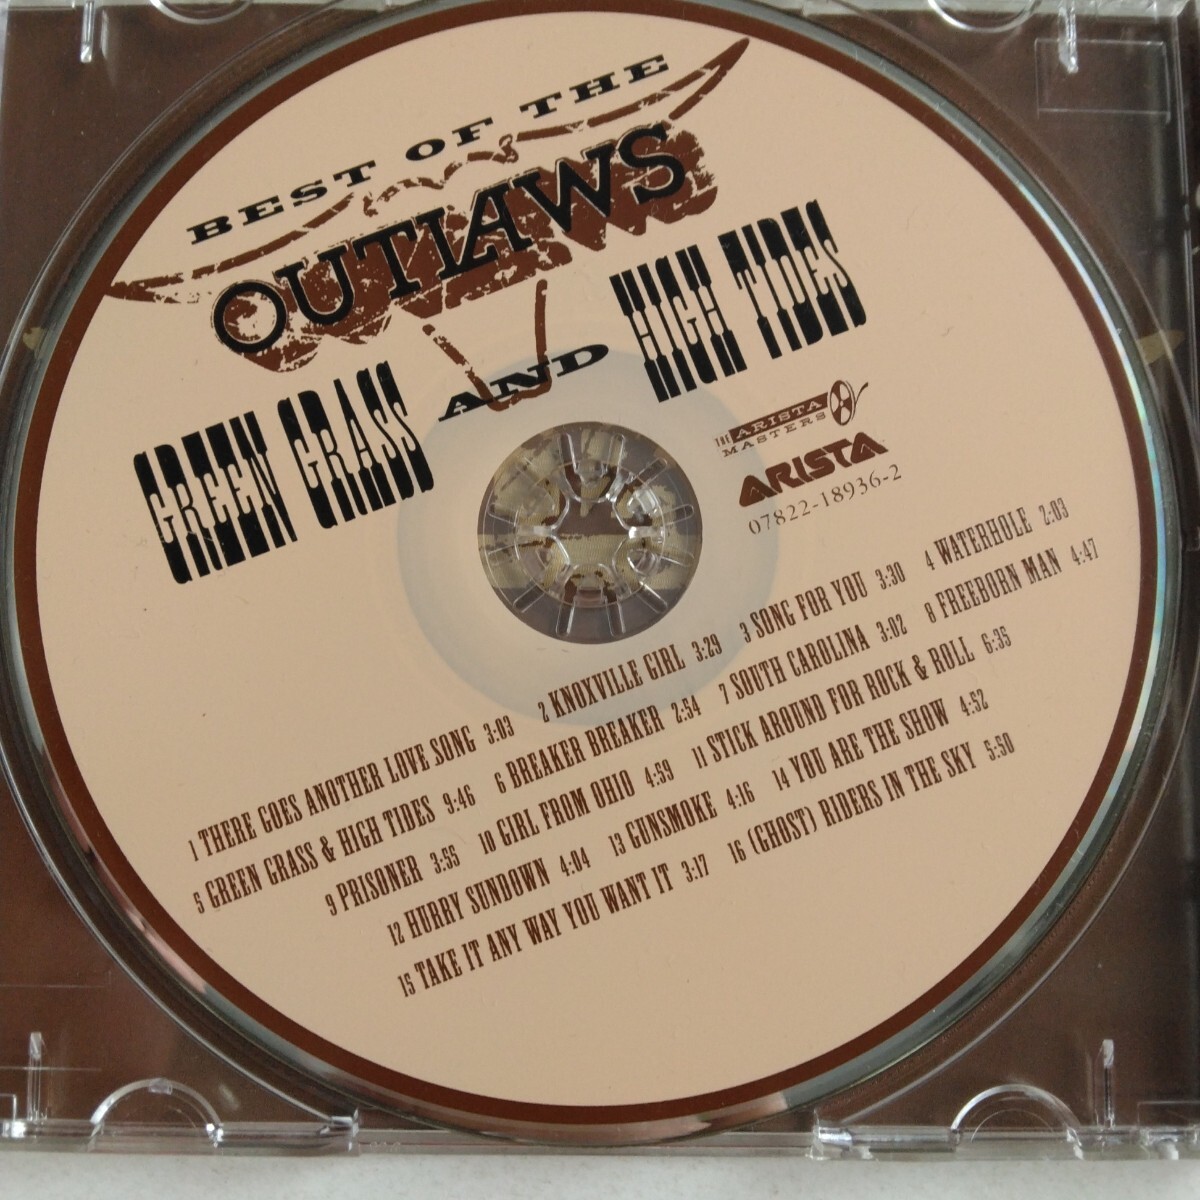 BEST OF THE
OUTLAWS
GREEN GRASS AND HIGH TIDES
THE ARISTA
MASTERS
ARISTA
07822-18936-2
1 THERE GOES ANOTHER LOVE SONG 3:03 2 KNOXVILLE GIRL 3:29 3 SONG FOR YOU 3:30 4 WATERHOLE 2:03
5 GREEN GRASS & HIGH TIDES 9:46 6 BREAKER BREAKER 2:54 7 SOUTH CAROLINA 3:02 8 FREEBORN MAN 4:47
9 PRISONER 3:55 10 GIRL FROM OHIO 4:59 11 STICK AROUND FOR ROCK & ROLL 6:35
12 HURRY SUNDOWN 4:04 13 GUNSMOKE 4:16 14 YOU ARE THE SHOW 4:52
15 TAKE IT ANY WAY YOU WANT IT 3:17 16 (GHOST) RIDERS IN THE SKY 5:50